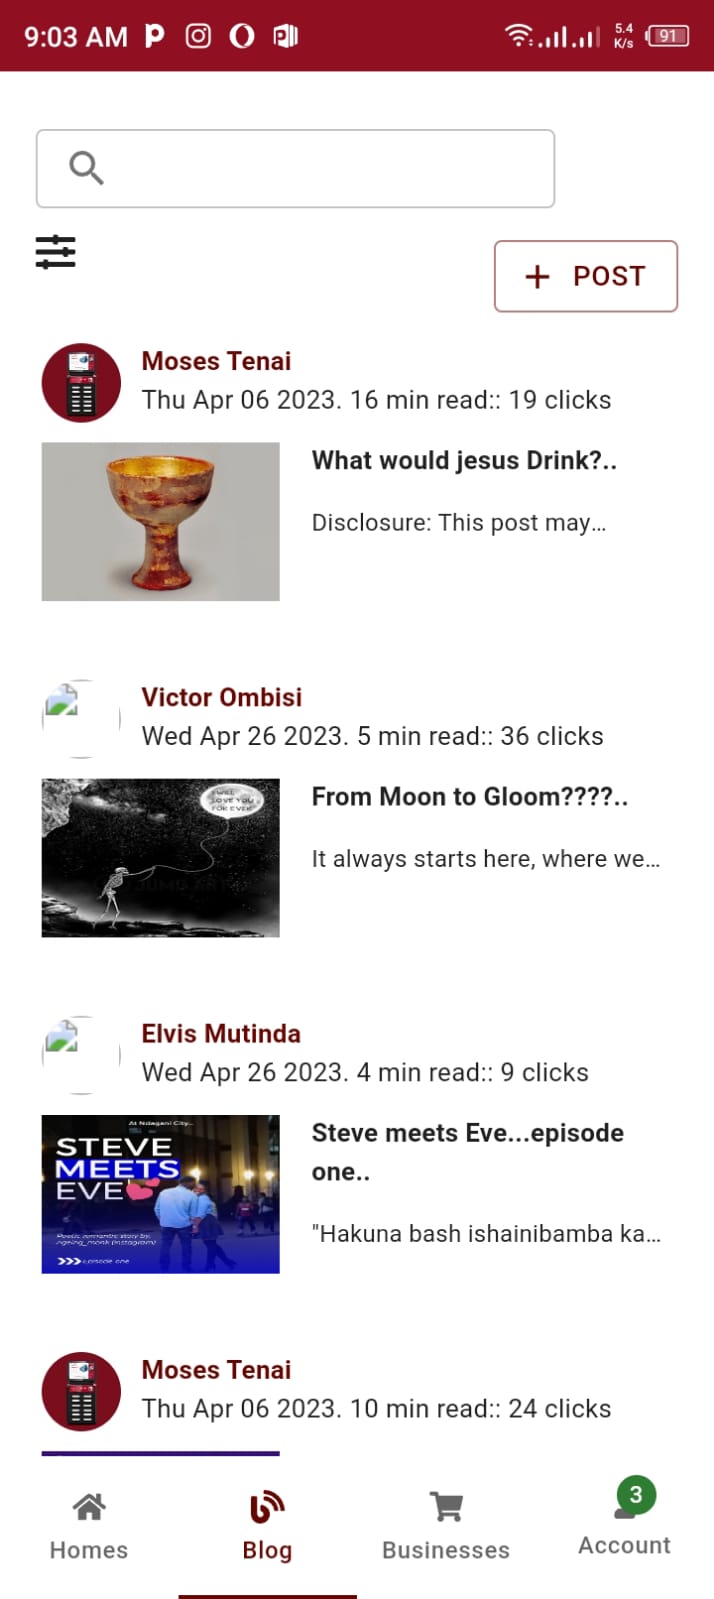 9:03 AM
5.4
K/s
91
POST
Moses Tenai
Thu Apr 06 2023. 16 min read:: 19 clicks
What would jesus Drink?..
Disclosure: This post may...
Victor Ombisi
Wed Apr 26 2023. 5 min read:: 36 clicks
I WILL
LOVE YOU
FOR EVER
From Moon to Gloom????..
It always starts here, where we...
Elvis Mutinda
Wed Apr 26 2023. 4 min read:: 9 clicks
At Ndagani City...
STEVE
MEETS
EVE
Poetic romantic story by:
ageing_monk (instagram)
episode one
Steve meets Eve...episode
one..
"Hakuna bash ishainibamba ka...
Moses Tenai
Thu Apr 06 2023. 10 min read:: 24 clicks
Homes
Blog
Businesses
3
Account